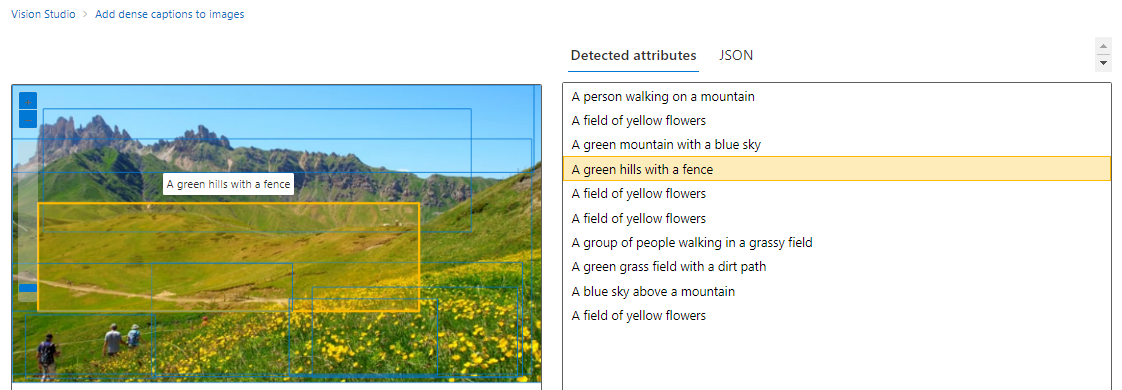 Vision Studio > Add dense captions to images
Detected attributes JSON
A person walking on a mountain
A field of yellow flowers
A green mountain with a blue sky
A green hills with a fence
A green hills with a fence
A field of yellow flowers
A field of yellow flowers
A group of people walking in a grassy field
A green grass field with a dirt path
A blue sky above a mountain
A field of yellow flowers